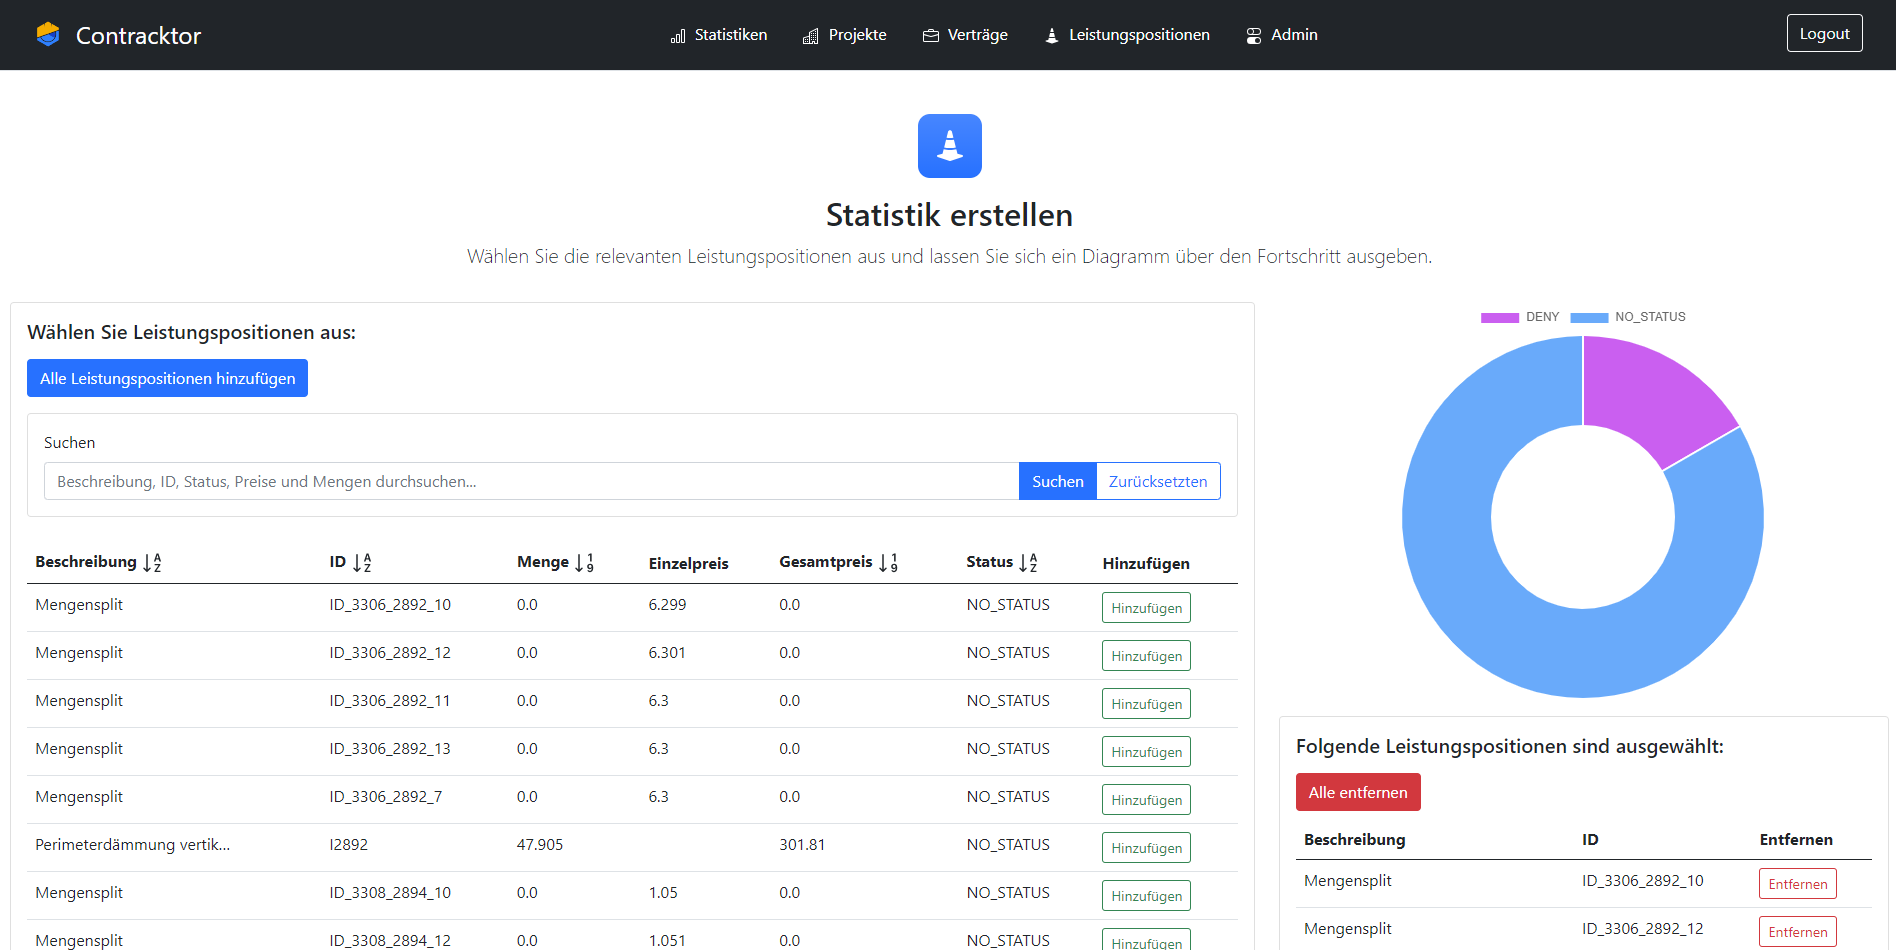 Contracktor
Statistiken Projekte Verträge Leistungspositionen Admin
Logout
Statistik erstellen
Wählen Sie die relevanten Leistungspositionen aus und lassen Sie sich ein Diagramm über den Fortschritt ausgeben.
Wählen Sie Leistungspositionen aus:
Alle Leistungspositionen hinzufügen
Suchen
Beschreibung, ID, Status, Preise und Mengen durchsuchen... Suchen Zurücksetzten
Beschreibung ID Menge Einzelpreis Gesamtpreis Status Hinzufügen
Mengensplit ID_3306_2892_10 0.0 6.299 0.0 NO_STATUS Hinzufügen
Mengensplit ID_3306_2892_12 0.0 6.301 0.0 NO_STATUS Hinzufügen
Mengensplit ID_3306_2892_11 0.0 6.3 0.0 NO_STATUS Hinzufügen
Mengensplit ID_3306_2892_13 0.0 6.3 0.0 NO_STATUS Hinzufügen
Mengensplit ID_3306_2892_7 0.0 6.3 0.0 NO_STATUS Hinzufügen
Perimeterdämmung vertik... I2892 47.905 301.81 NO_STATUS Hinzufügen
Mengensplit ID_3308_2894_10 0.0 1.05 0.0 NO_STATUS Hinzufügen
Mengensplit ID_3308_2894_12 0.0 1.051 0.0 NO_STATUS Hinzufügen
DENY NO_STATUS
Folgende Leistungspositionen sind ausgewählt:
Alle entfernen
Beschreibung ID Entfernen
Mengensplit ID_3306_2892_10 Entfernen
Mengensplit ID_3306_2892_12 Entfernen